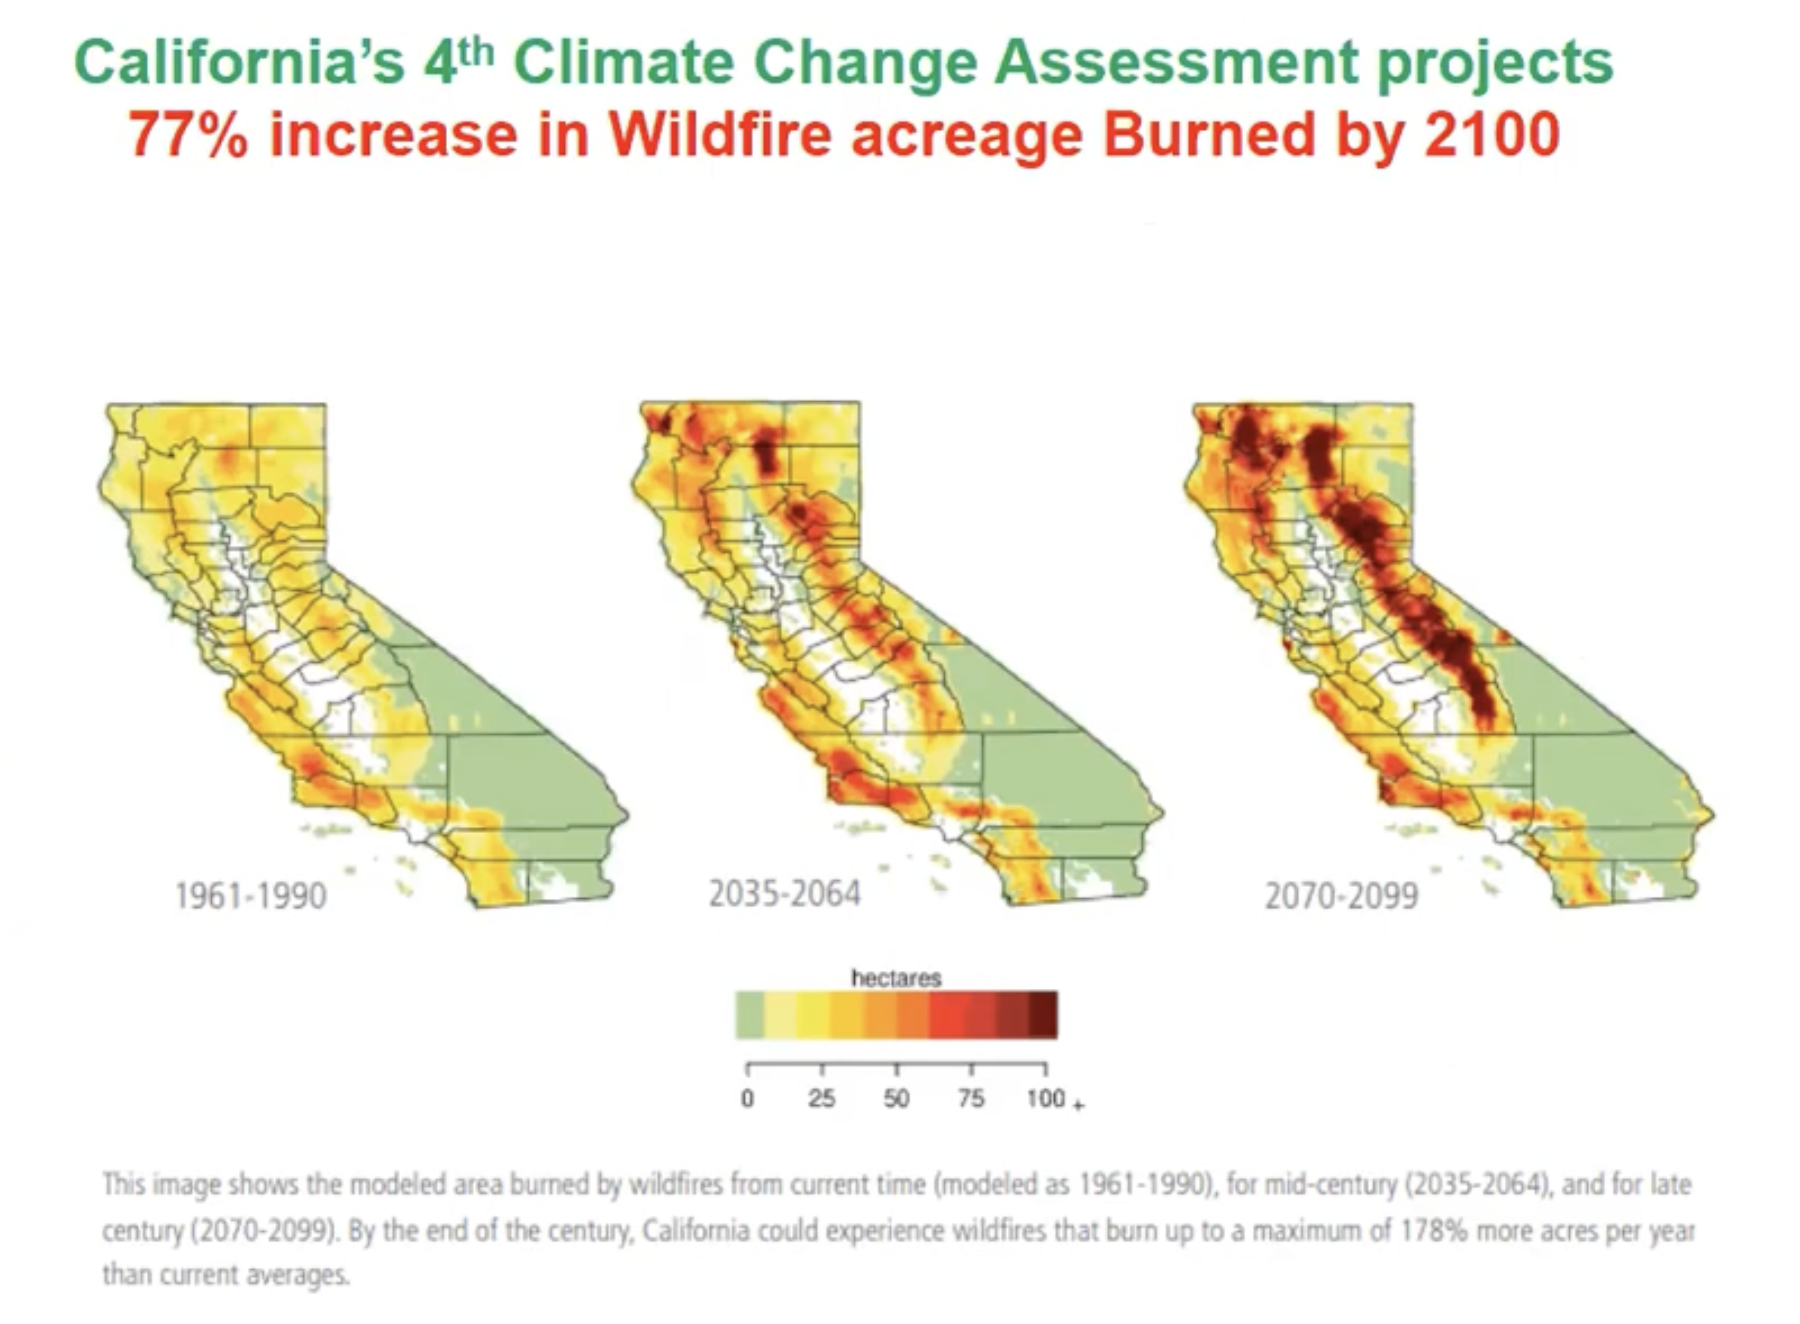 California's 4th Climate Change Assessment projects
77% increase in Wildfire acreage Burned by 2100
1961-1990
2035-2064
2070-2099
hectares
0 25 50 75 100 +
This image shows the modeled area burned by wildfires from current time (modeled as 1961-1990), for mid-century (2035-2064), and for late
century (2070-2099). By the end of the century, California could experience wildfires that burn up to a maximum of 178% more acres per year
than current averages.